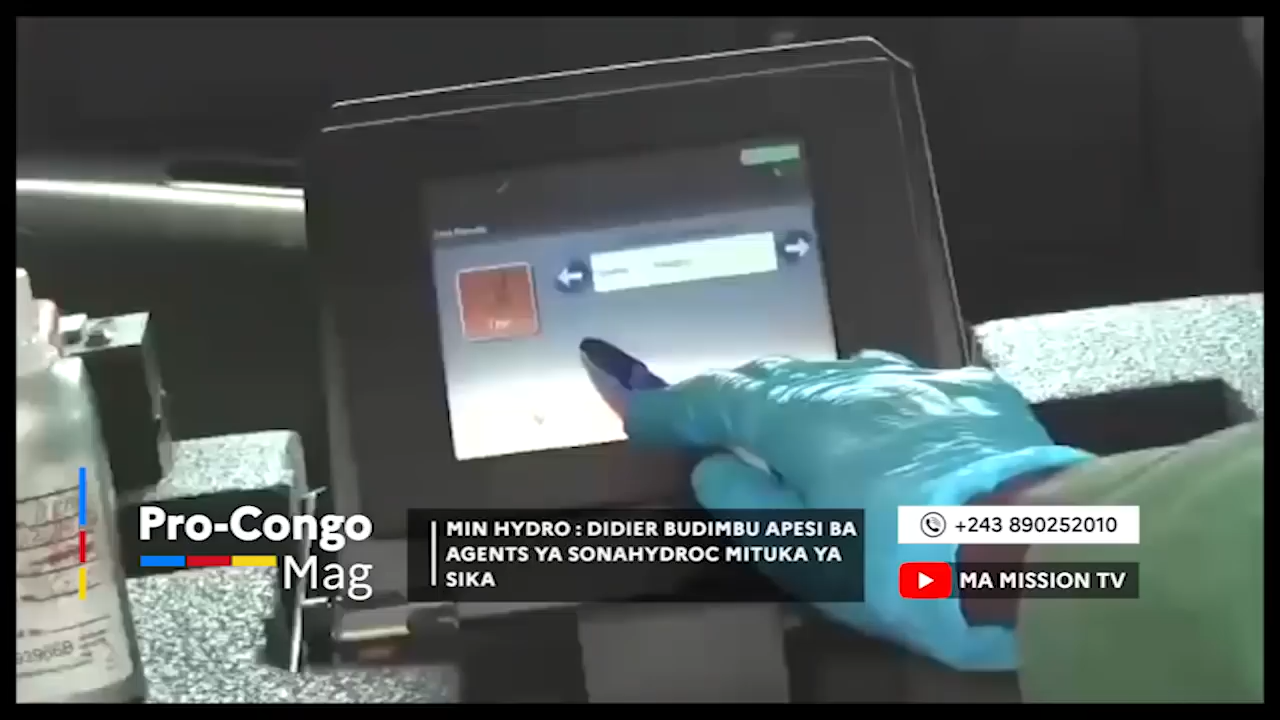 Pro-Congo
Mag
MIN HYDRO : DIDIER BUDIMBU APESI BA
AGENTS YA SONAHYDROC MITUKA YA
SIKA
+243 890252010
MA MISSION TV